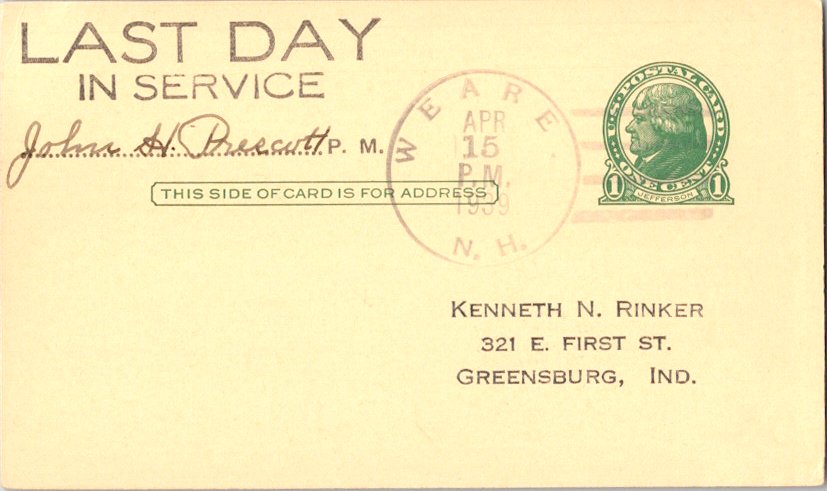 LAST DAY
IN SERVICE
John H. Prescott P. M.
THIS SIDE OF CARD IS FOR ADDRESS
WEARE
APR
15
P.M.
1939
N. H.
U.S. POSTAL CARD
ONE CENT
1 1
JEFFERSON
KENNETH N. RINKER
321 E. FIRST ST.
GREENSBURG, IND.